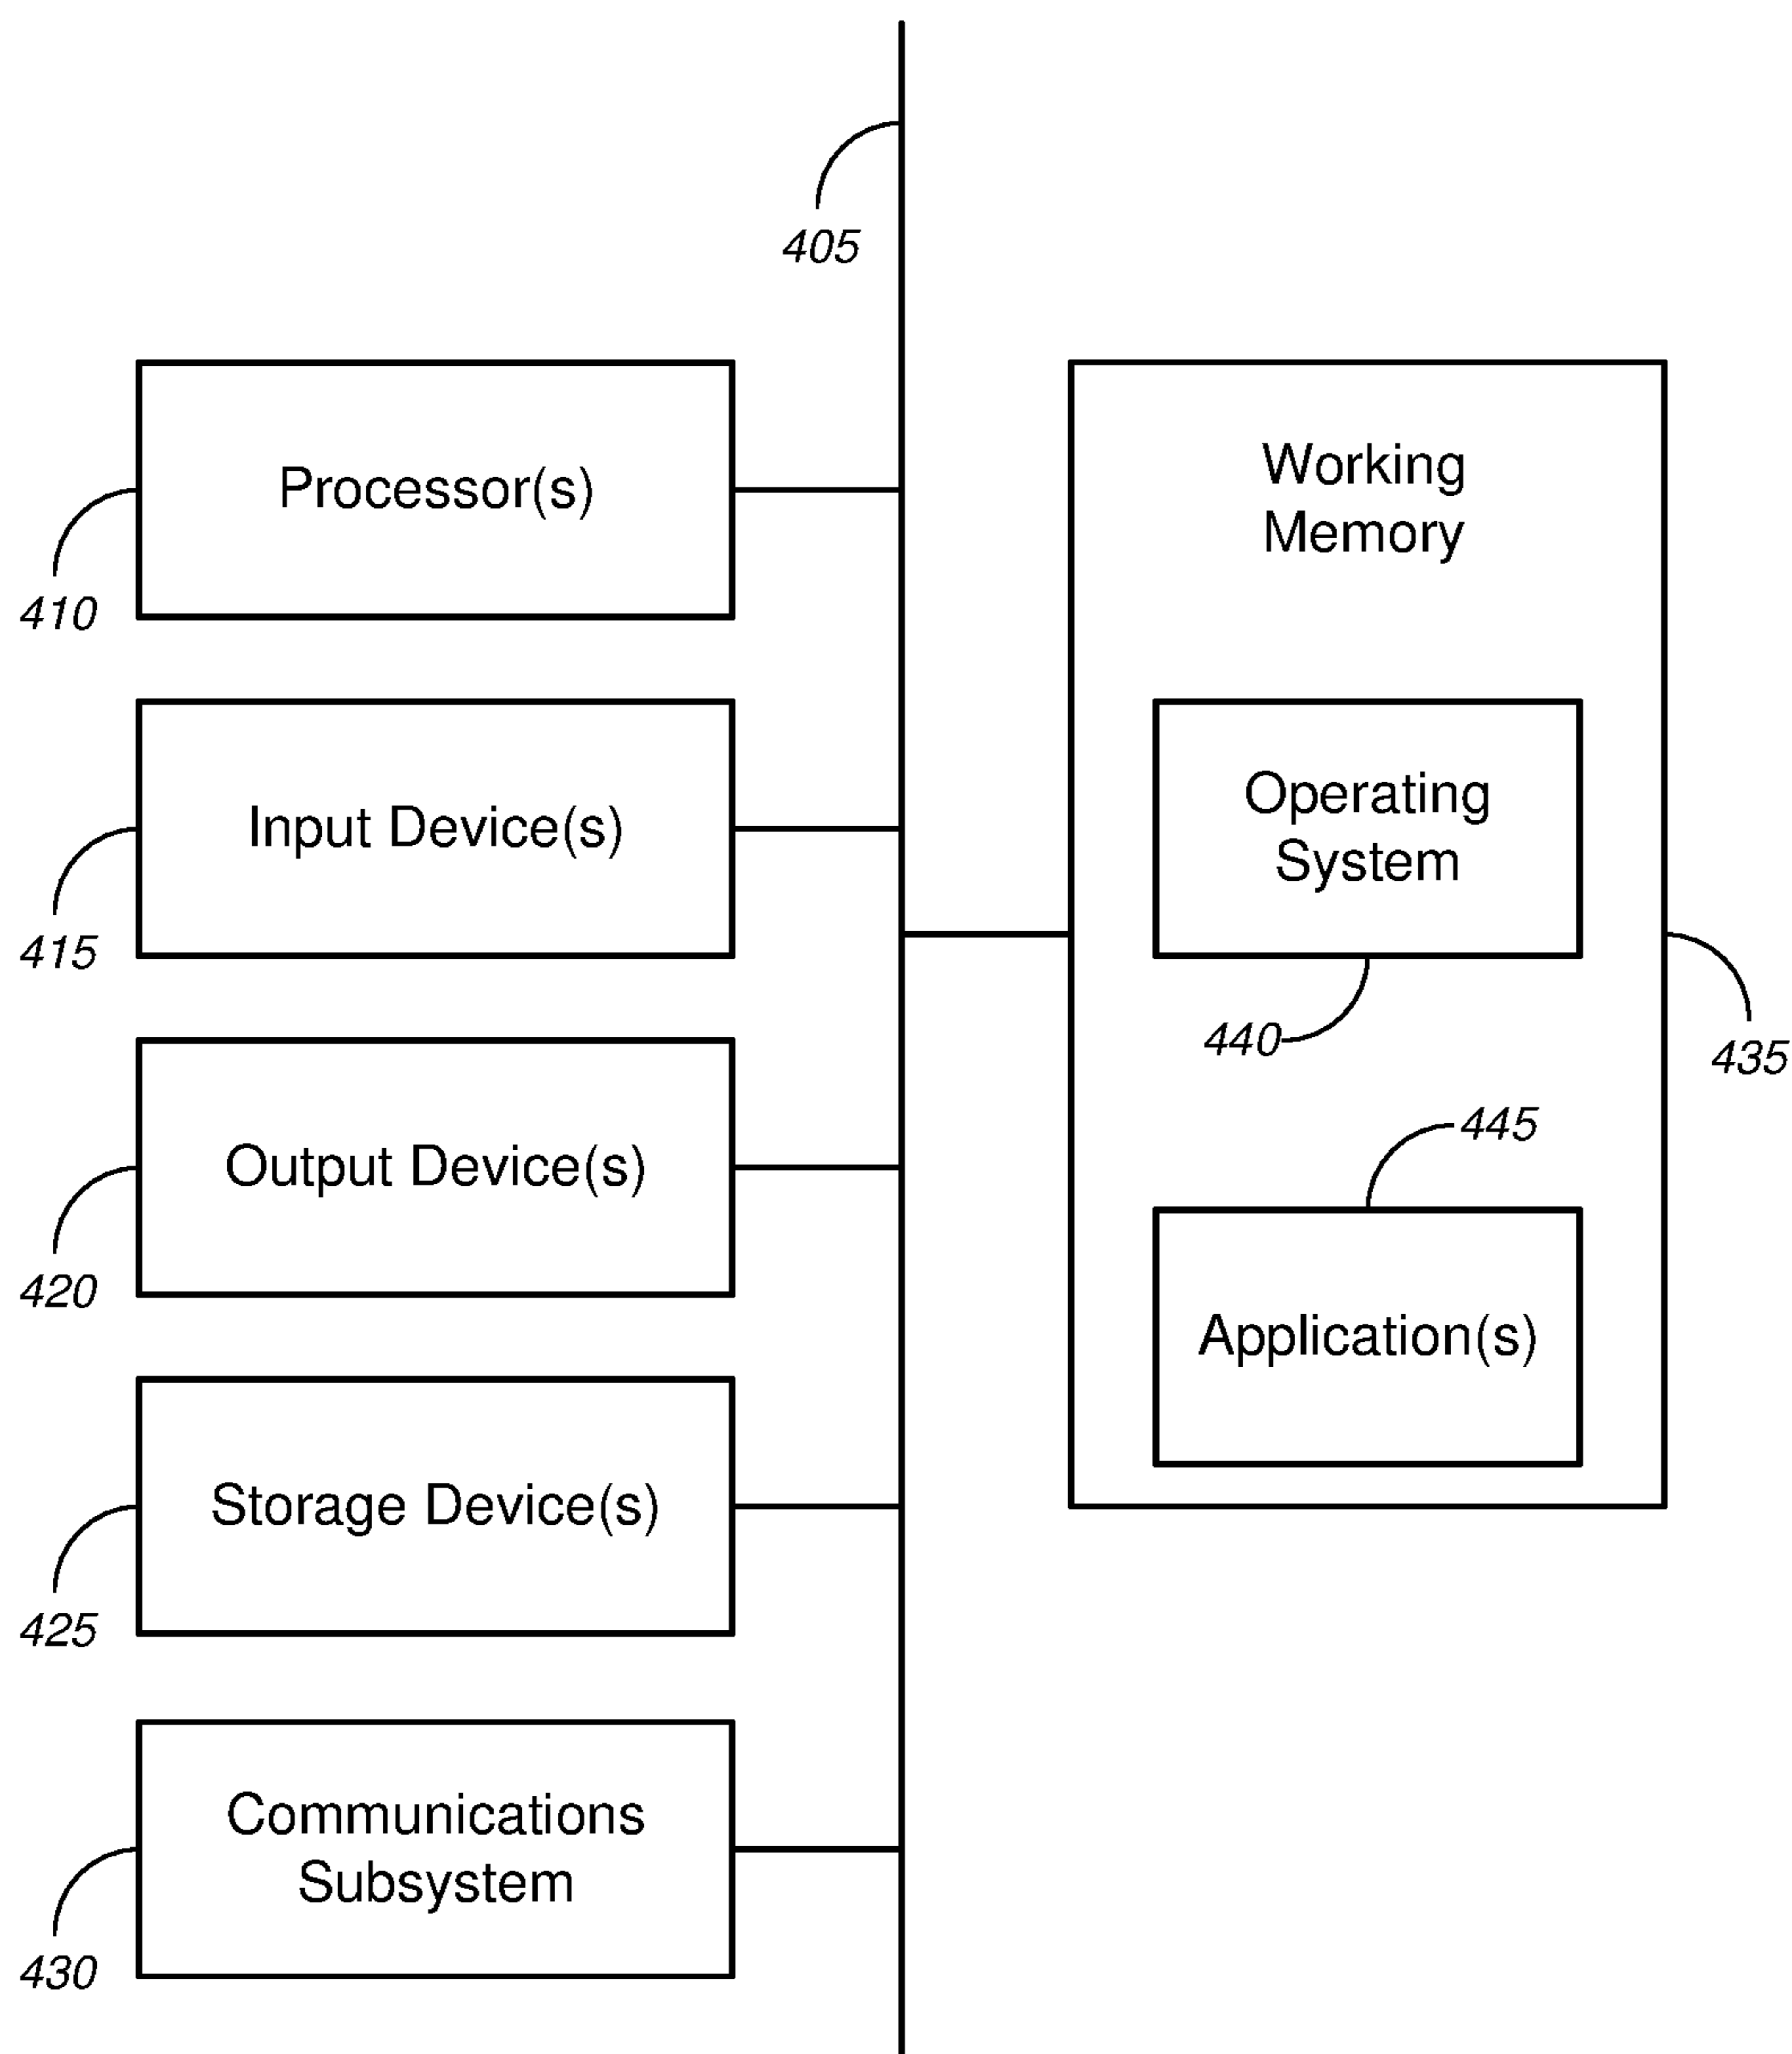 405
Processor(s)
410
Input Device(s)
415
Output Device(s)
420
Storage Device(s)
425
Communications
Subsystem
430
Working
Memory
Operating
System
440
435
445
Application(s)